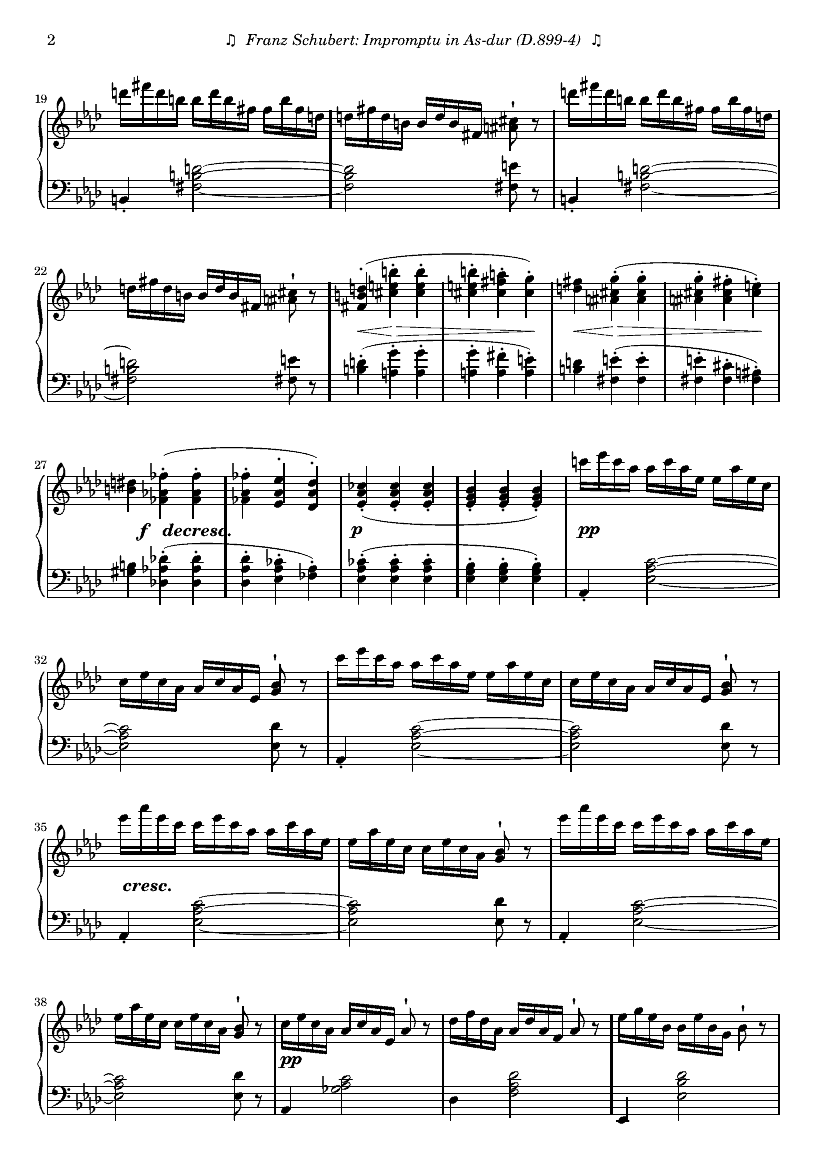 2
♫ Franz Schubert: Impromptu in As-dur (D.899-4) ♫
19
22
27
f decresc.
p
pp
32
35
cresc.
38
pp